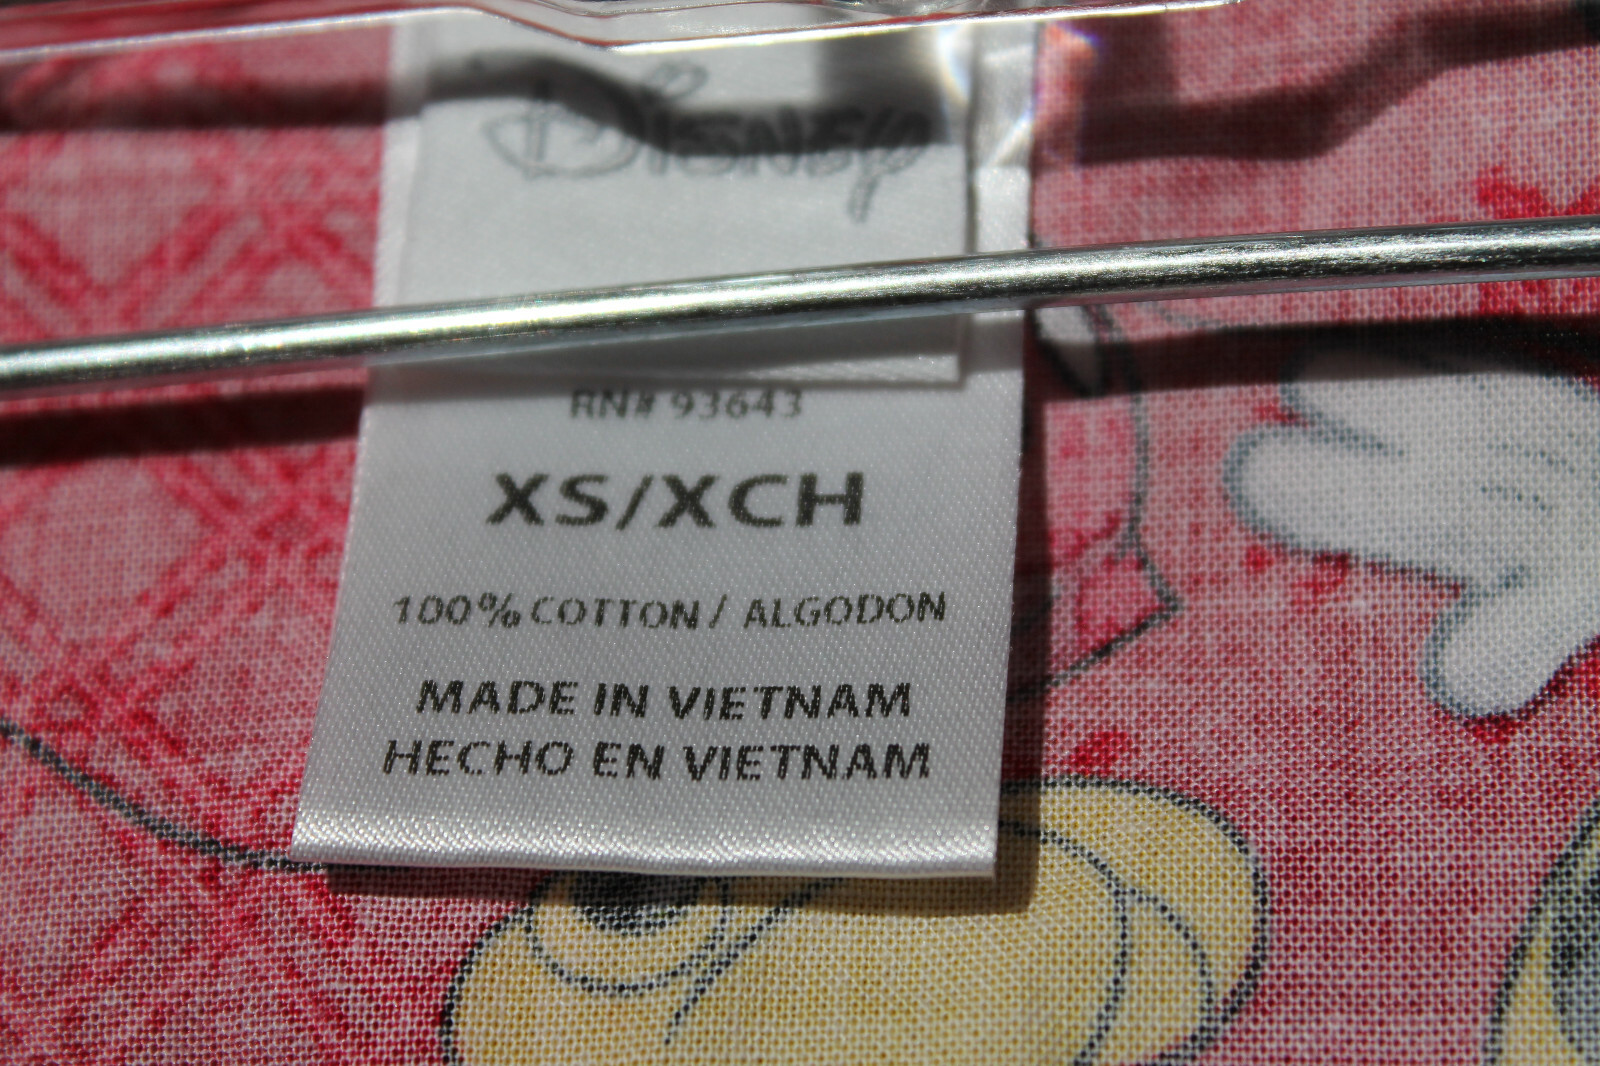 Disney
RN# 93643
XS/XCH
100% COTTON / ALGODON
MADE IN VIETNAM
HECHO EN VIETNAM